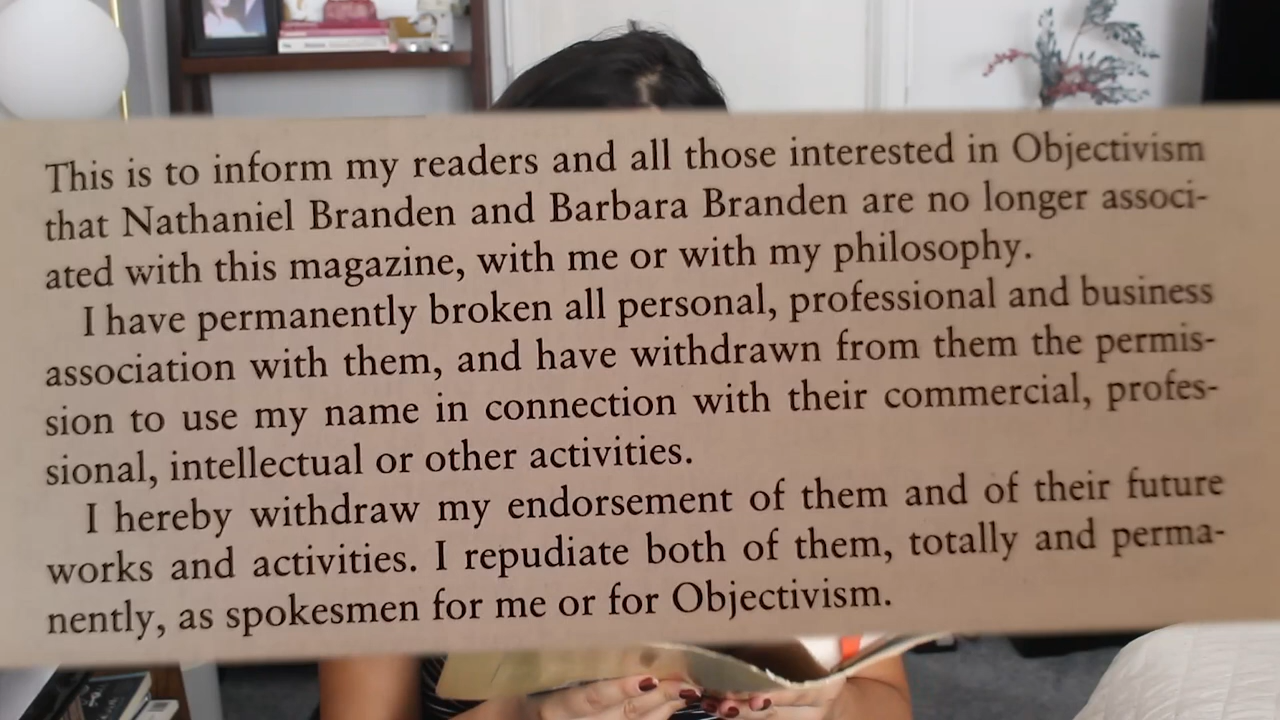 This is to inform my readers and all those interested in Objectivism
that Nathaniel Branden and Barbara Branden are no longer associ-
ated with this magazine, with me or with my philosophy.
I have permanently broken all personal, professional and business
association with them, and have withdrawn from them the permis-
sion to use my name in connection with their commercial, profes-
sional, intellectual or other activities.
I hereby withdraw my endorsement of them and of their future
works and activities. I repudiate both of them, totally and perma-
nently, as spokesmen for me or for Objectivism.